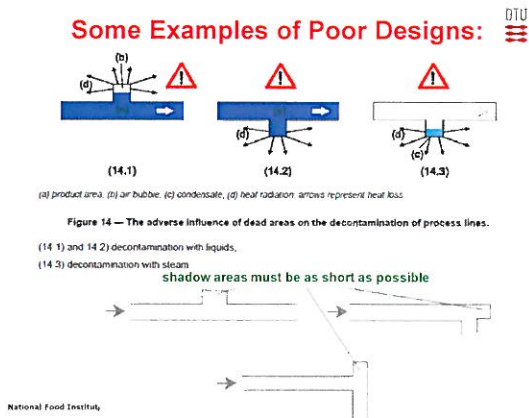 Some Examples of Poor Designs:
DTU
(b)
(d)
(d)
(d)
(c)
(14.1)
(14.2)
(14.3)
(a) product area, (b) air bubble, (c) condensate, (d) heat radiation, arrows represent heat loss
Figure 14 — The adverse influence of dead areas on the decontamination of process lines.
(14 1) and 14 2) decontamination with liquids,
(14.3) decontamination with steam
shadow areas must be as short as possible
National Food Institut